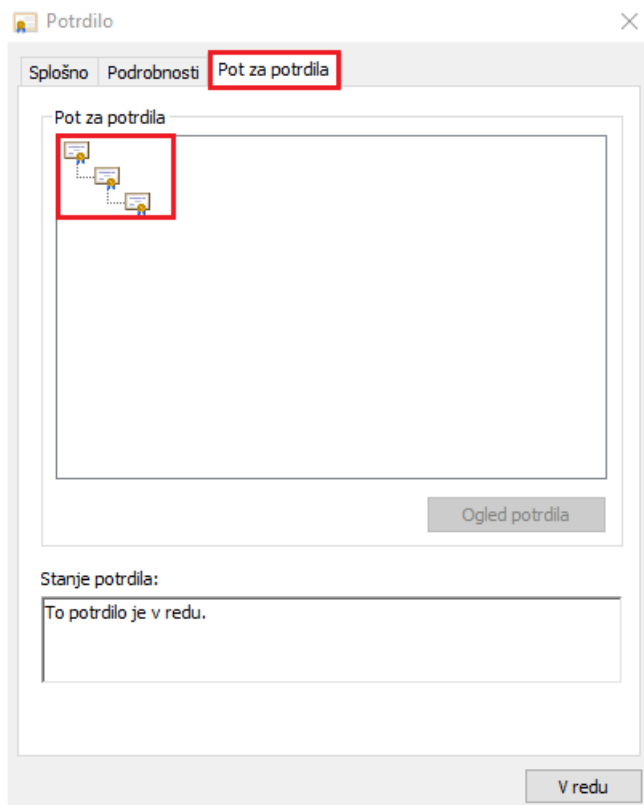 Potrdilo
Splošno Podrobnosti Pot za potrdila
Pot za potrdila
Ogled potrdila
Stanje potrdila:
To potrdilo je v redu.
V redu